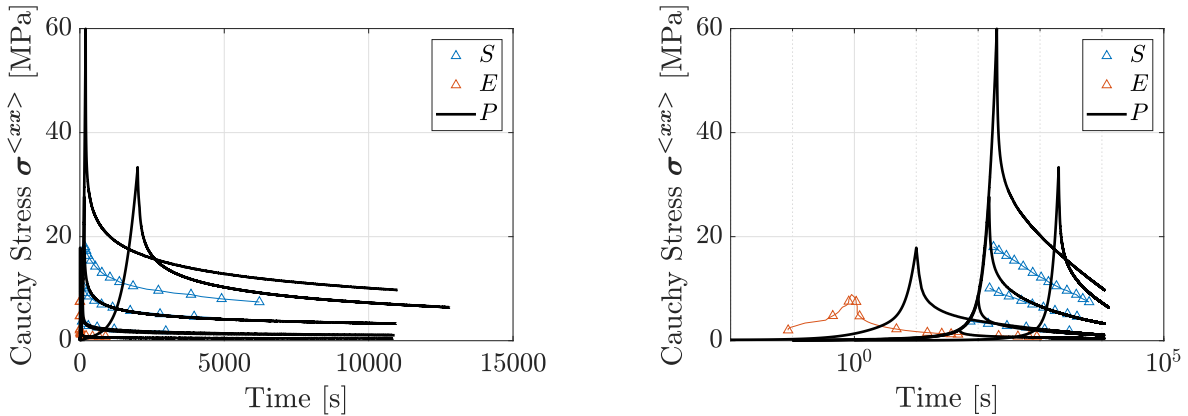 Cauchy Stress σ<xx> [MPa]
60
40
20
0
S
E
P
0
5000
10000
15000
Time [s]
Cauchy Stress σ<xx> [MPa]
60
40
20
0
S
E
P
10^0
10^5
Time [s]